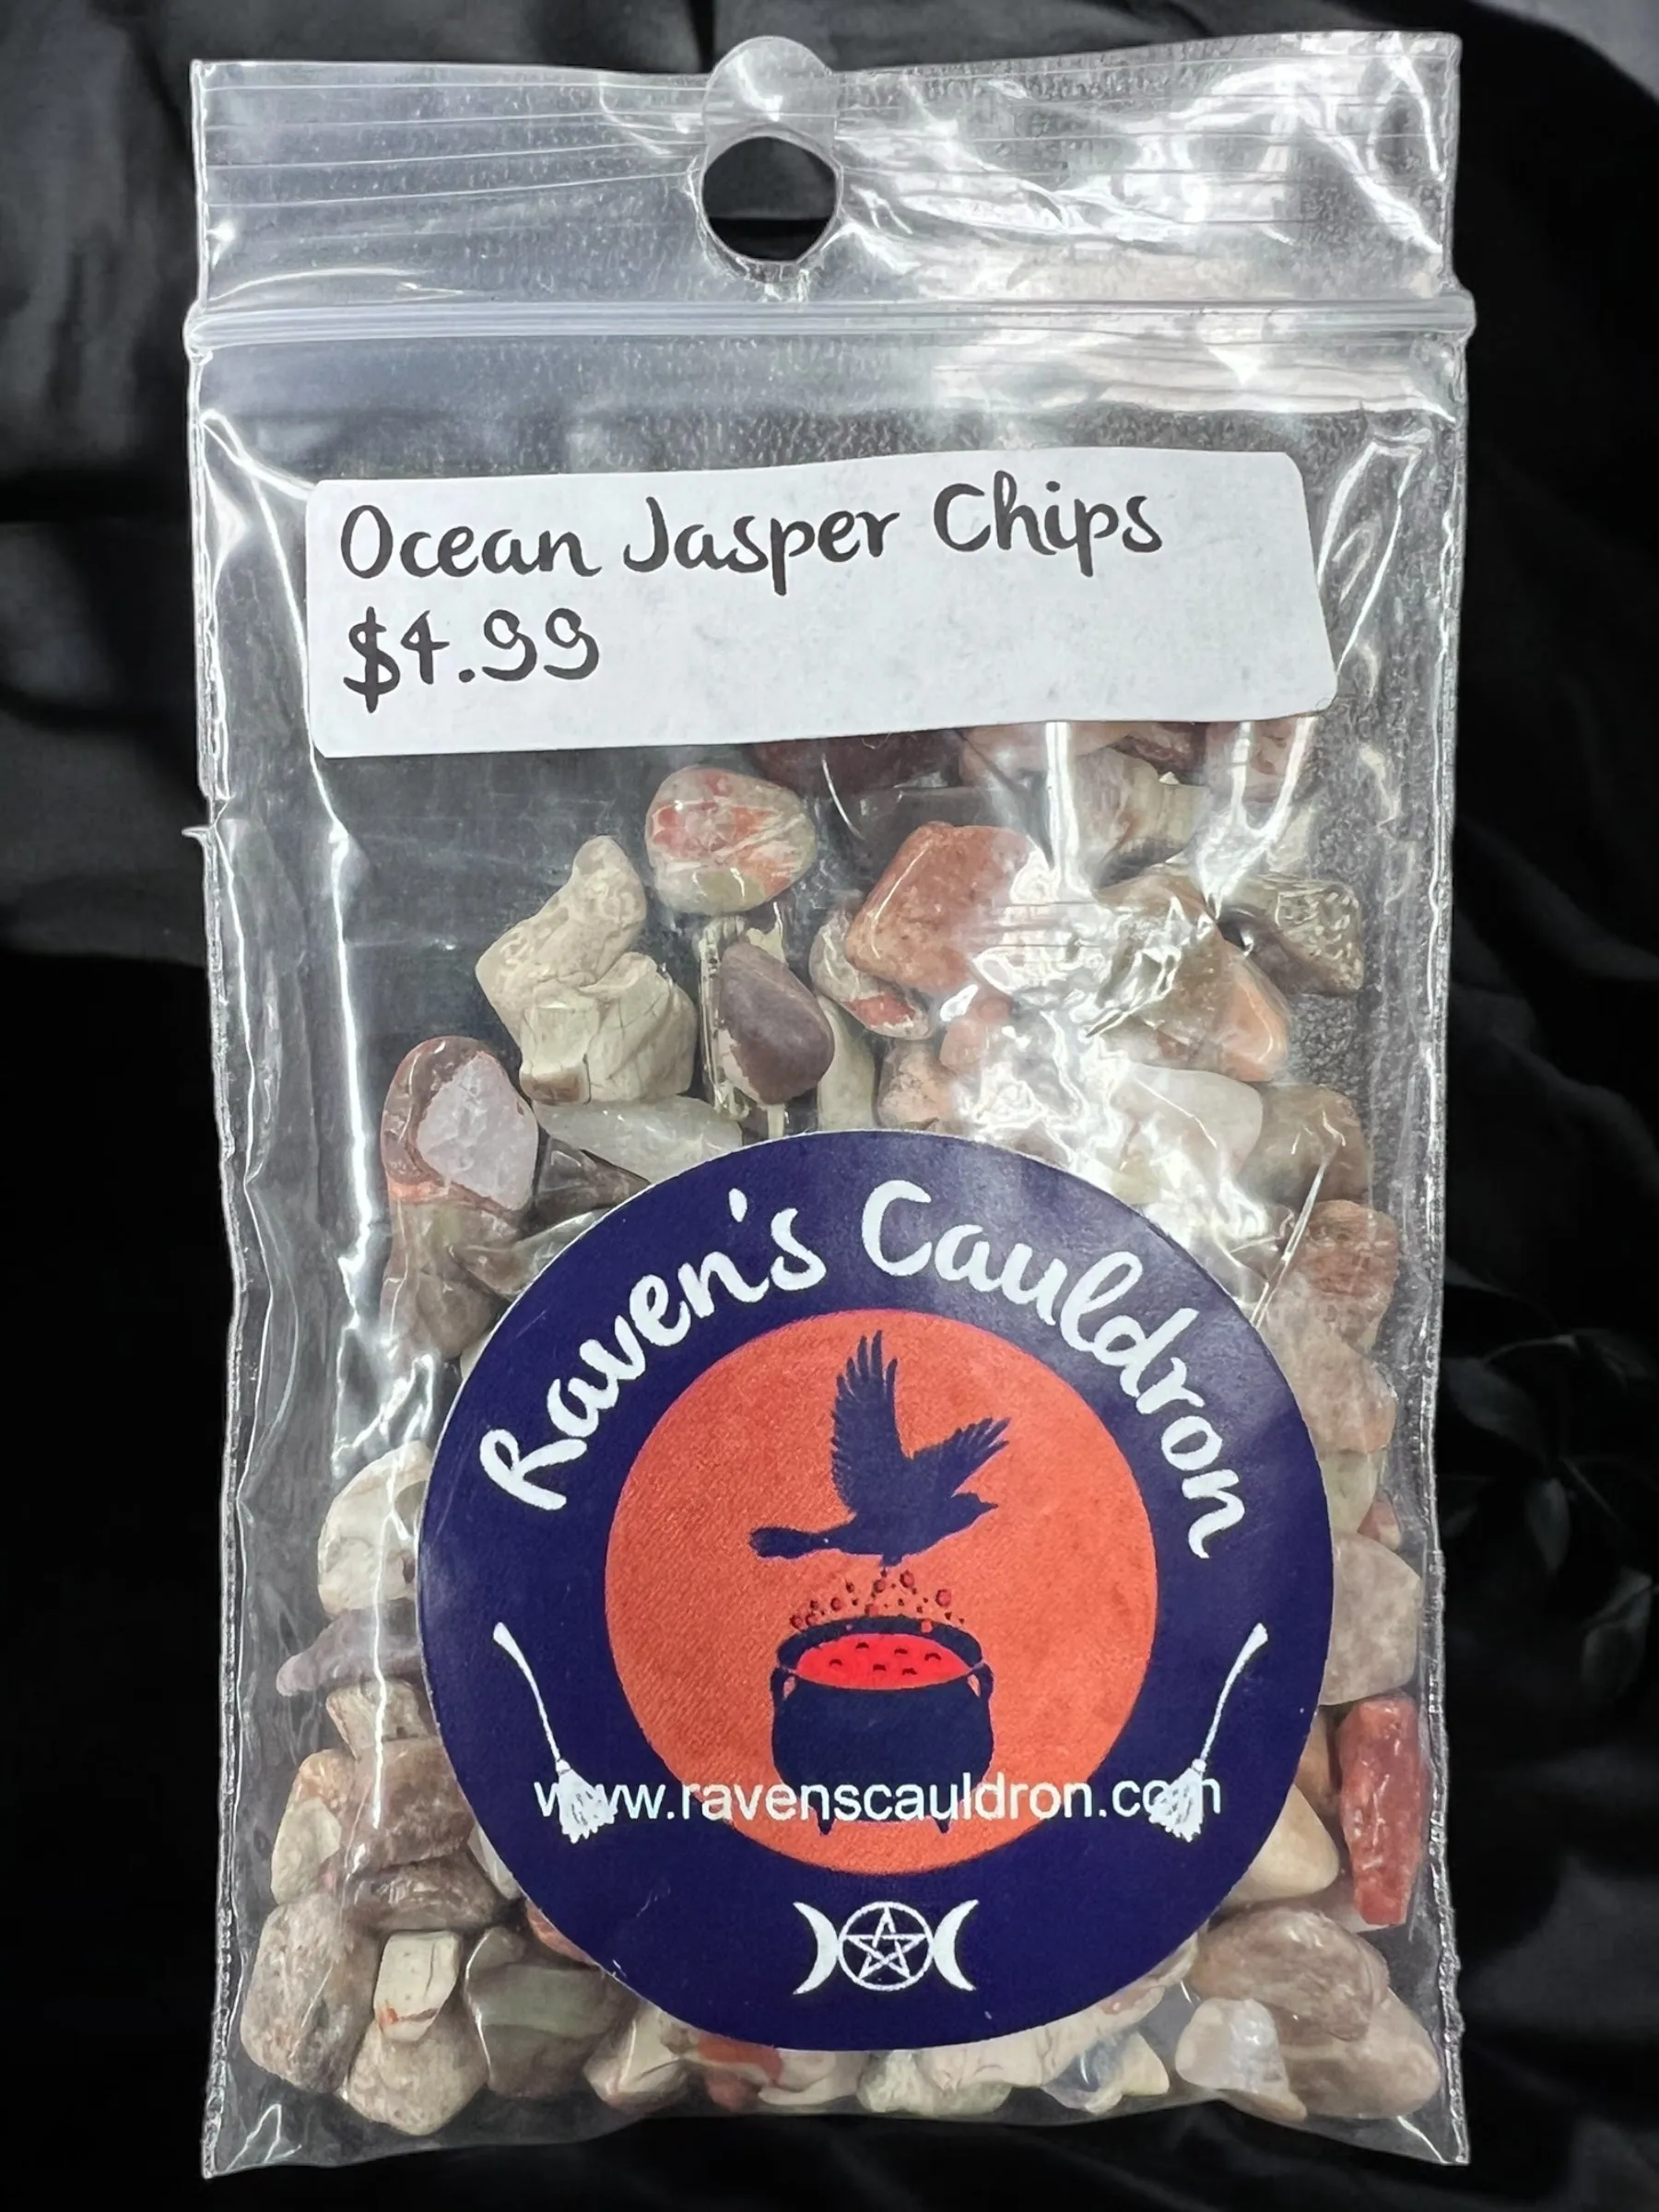 Ocean Jasper Chips
$4.99
Raven's Cauldron
www.ravenscauldron.com